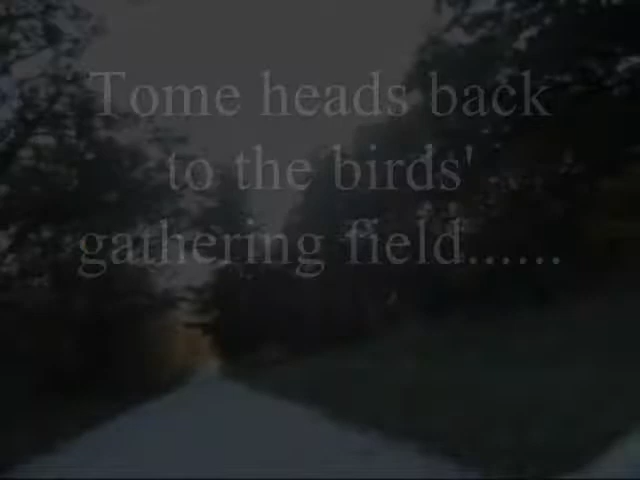 Tome heads back
to the birds'
gathering field......